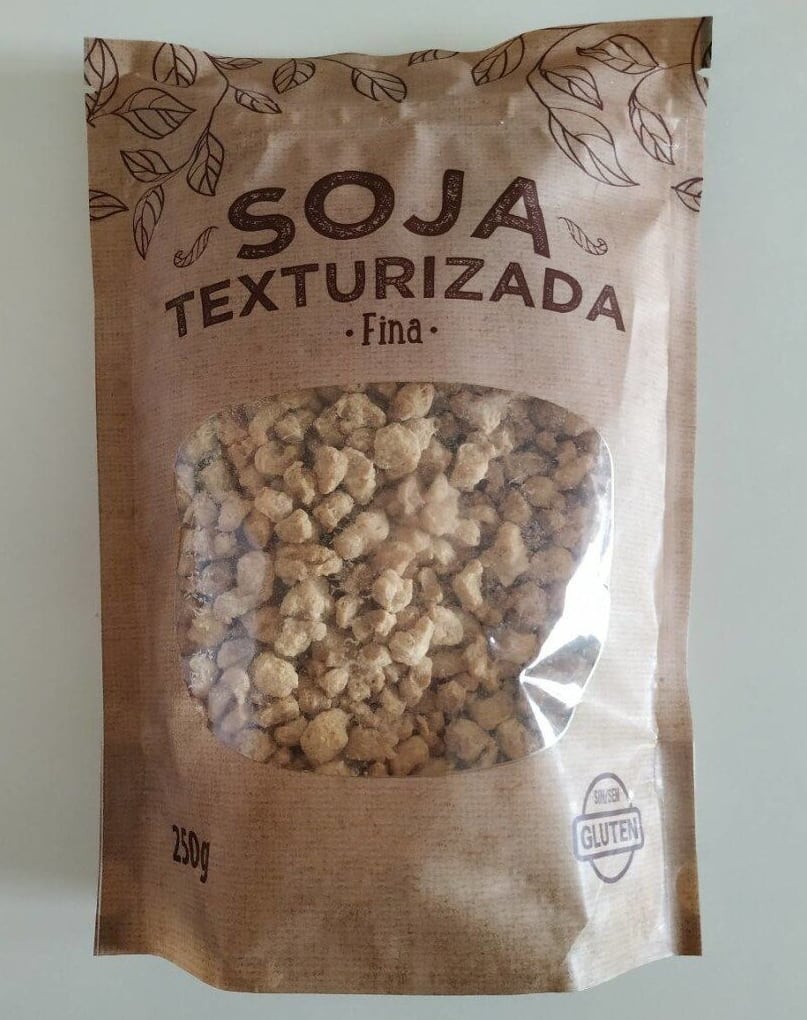 SOJA
TEXTURIZADA
·Fina·
250g
SIN/SEM
GLUTEN